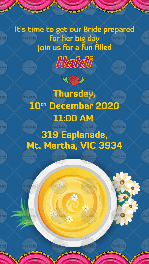 It's time to get our Bride prepared
for her big day
join us for a fun filled
Haldi
Thursday,
10th December 2020
11:00 AM
319 Esplanade,
Mt. Martha, VIC 3934